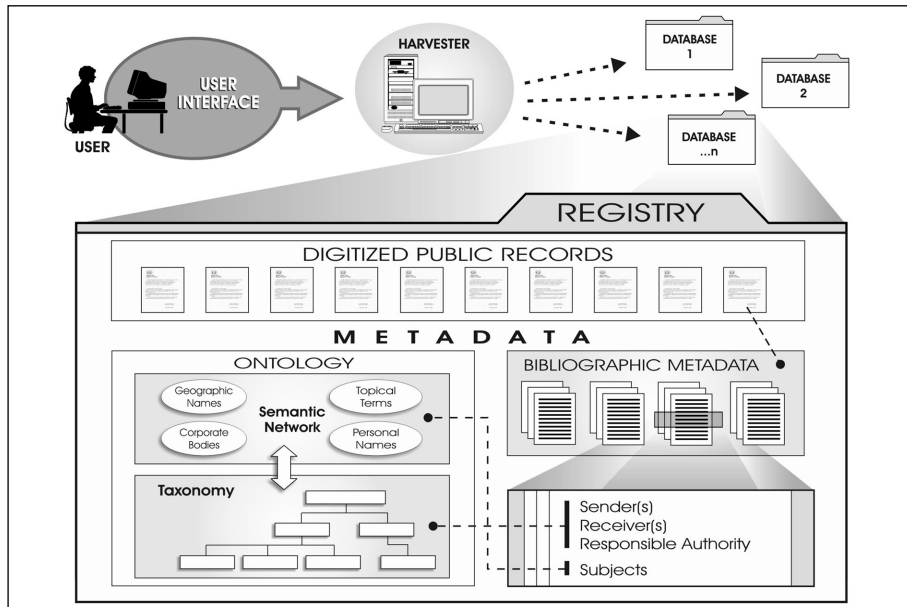 HARVESTER
USER
INTERFACE
USER
DATABASE
1
DATABASE
2
DATABASE
...n
REGISTRY
DIGITIZED PUBLIC RECORDS
METADATA
ONTOLOGY
Geographic
Names
Topical
Terms
Semantic
Network
Corporate
Bodies
Personal
Names
Taxonomy
BIBLIOGRAPHIC METADATA
Sender(s)
Receiver(s)
Responsible Authority
Subjects